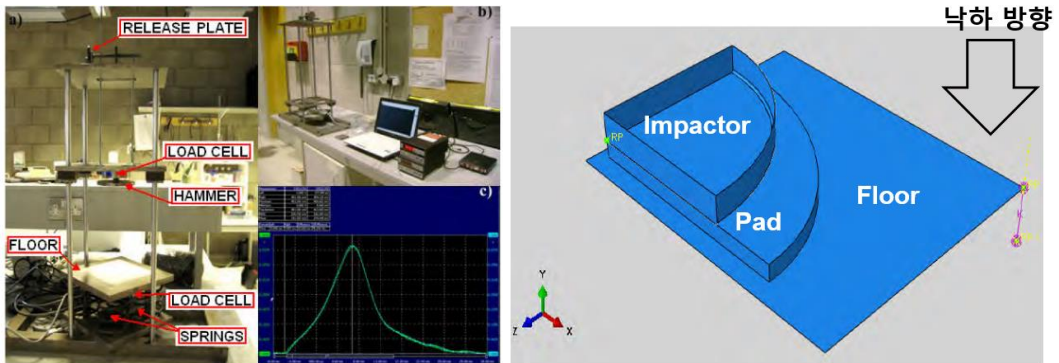 a)
RELEASE PLATE
LOAD CELL
HAMMER
FLOOR
LOAD CELL
SPRINGS
b)
c)
낙하 방향
Impactor
RP
Pad
Floor
Y
Z
X